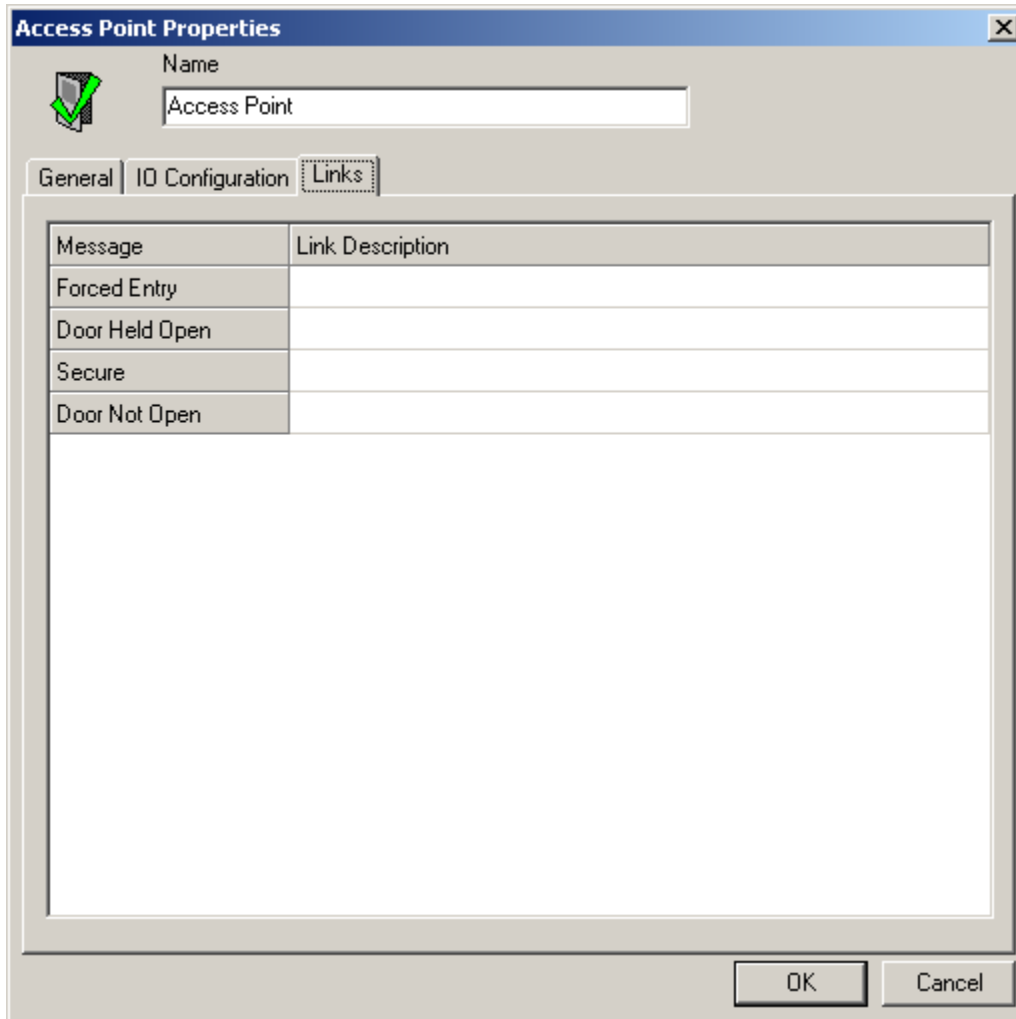 Access Point Properties
Name
Access Point
General IO Configuration Links
Message Link Description
Forced Entry
Door Held Open
Secure
Door Not Open
OK Cancel